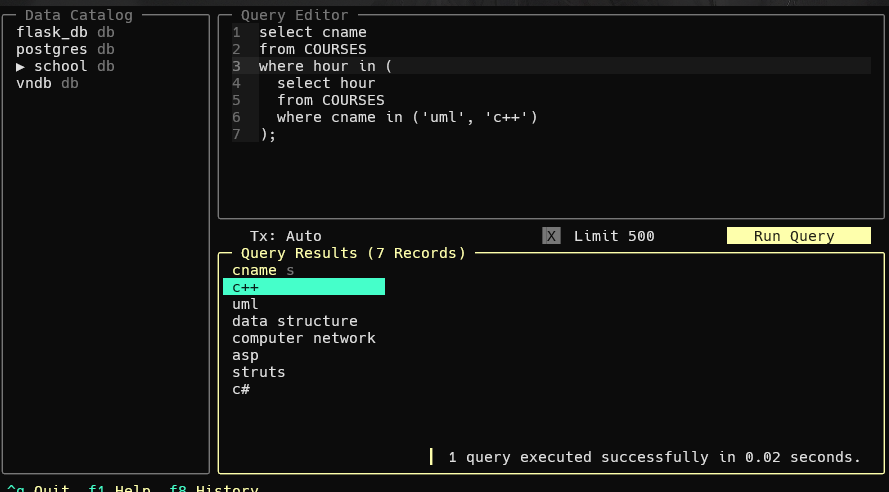 Data Catalog
flask_db db
postgres db
▶ school db
vndb db
Query Editor
1 select cname
2 from COURSES
3 where hour in (
4   select hour
5   from COURSES
6   where cname in ('uml', 'c++')
7 );
Tx: Auto X Limit 500 Run Query
Query Results (7 Records)
cname s
c++
uml
data structure
computer network
asp
struts
c#
1 query executed successfully in 0.02 seconds.
^q Quit f1 Help f8 History